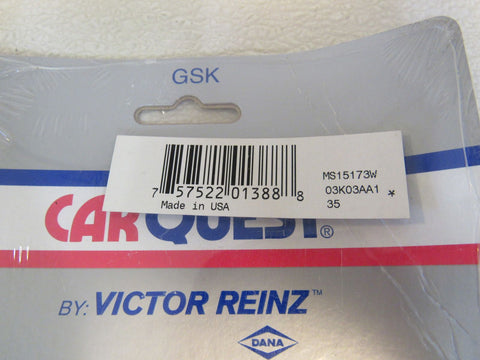 GSK
MS15173W
7 57522 01388 8
03K03AA1 *
Made in USA
35
CARQUEST®
BY: VICTOR REINZ™
DANA